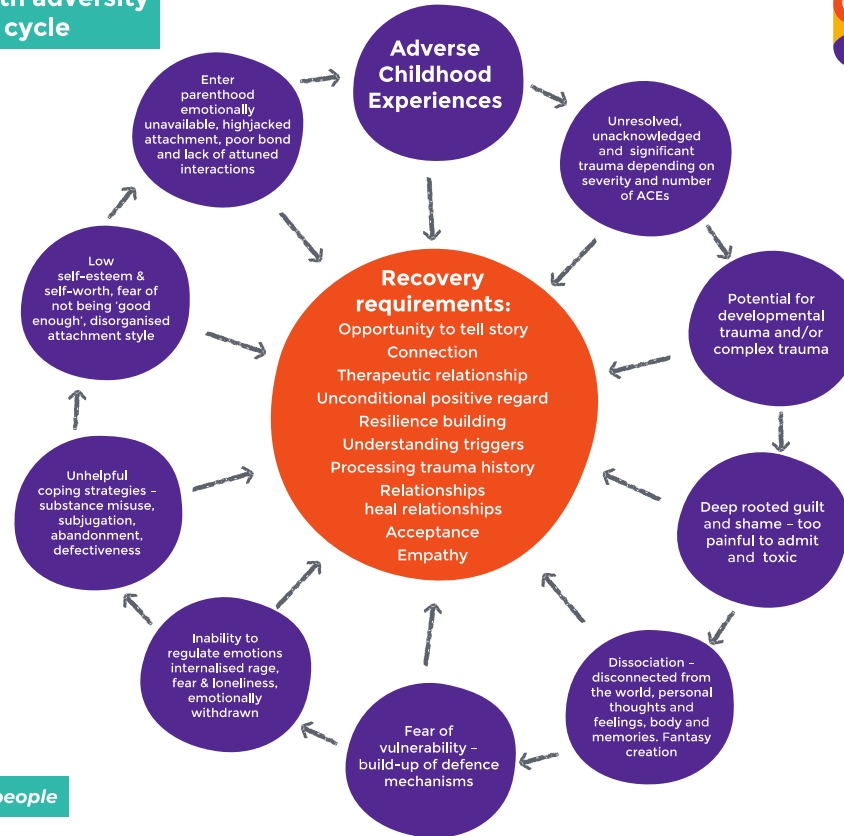 adversity
cycle
Adverse
Childhood
Experiences
Unresolved,
unacknowledged
and significant
trauma depending on
severity and number
of ACEs
Potential for
developmental
trauma and/or
complex trauma
Deep rooted guilt
and shame – too
painful to admit
and toxic
Dissociation –
disconnected from
the world, personal
thoughts and
feelings, body and
memories. Fantasy
creation
Fear of
vulnerability –
build-up of defence
mechanisms
Inability to
regulate emotions
internalised rage,
fear & loneliness,
emotionally
withdrawn
Unhelpful
coping strategies –
substance misuse,
subjugation,
abandonment,
defectiveness
Low
self-esteem &
self-worth, fear of
not being ‘good
enough’, disorganised
attachment style
Enter
parenthood
emotionally
unavailable, highjacked
attachment, poor bond
and lack of attuned
interactions
Recovery
requirements:
Opportunity to tell story
Connection
Therapeutic relationship
Unconditional positive regard
Resilience building
Understanding triggers
Processing trauma history
Relationships
heal relationships
Acceptance
Empathy
people